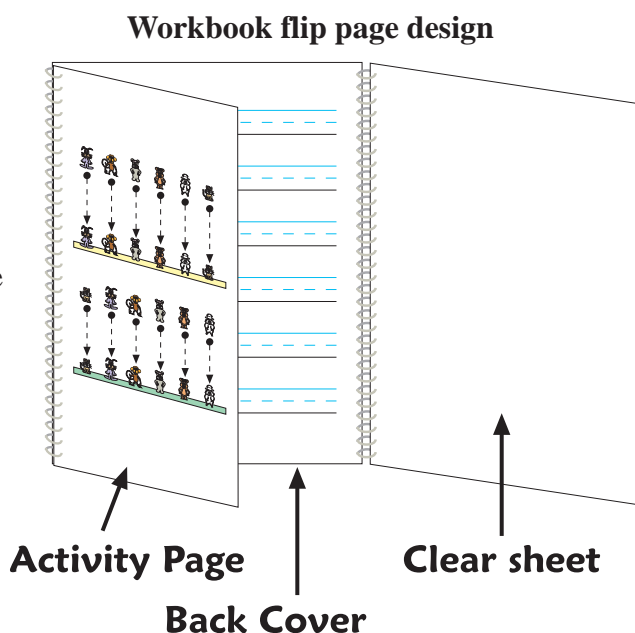 Workbook flip page design
e
Activity Page
Clear sheet
Back Cover